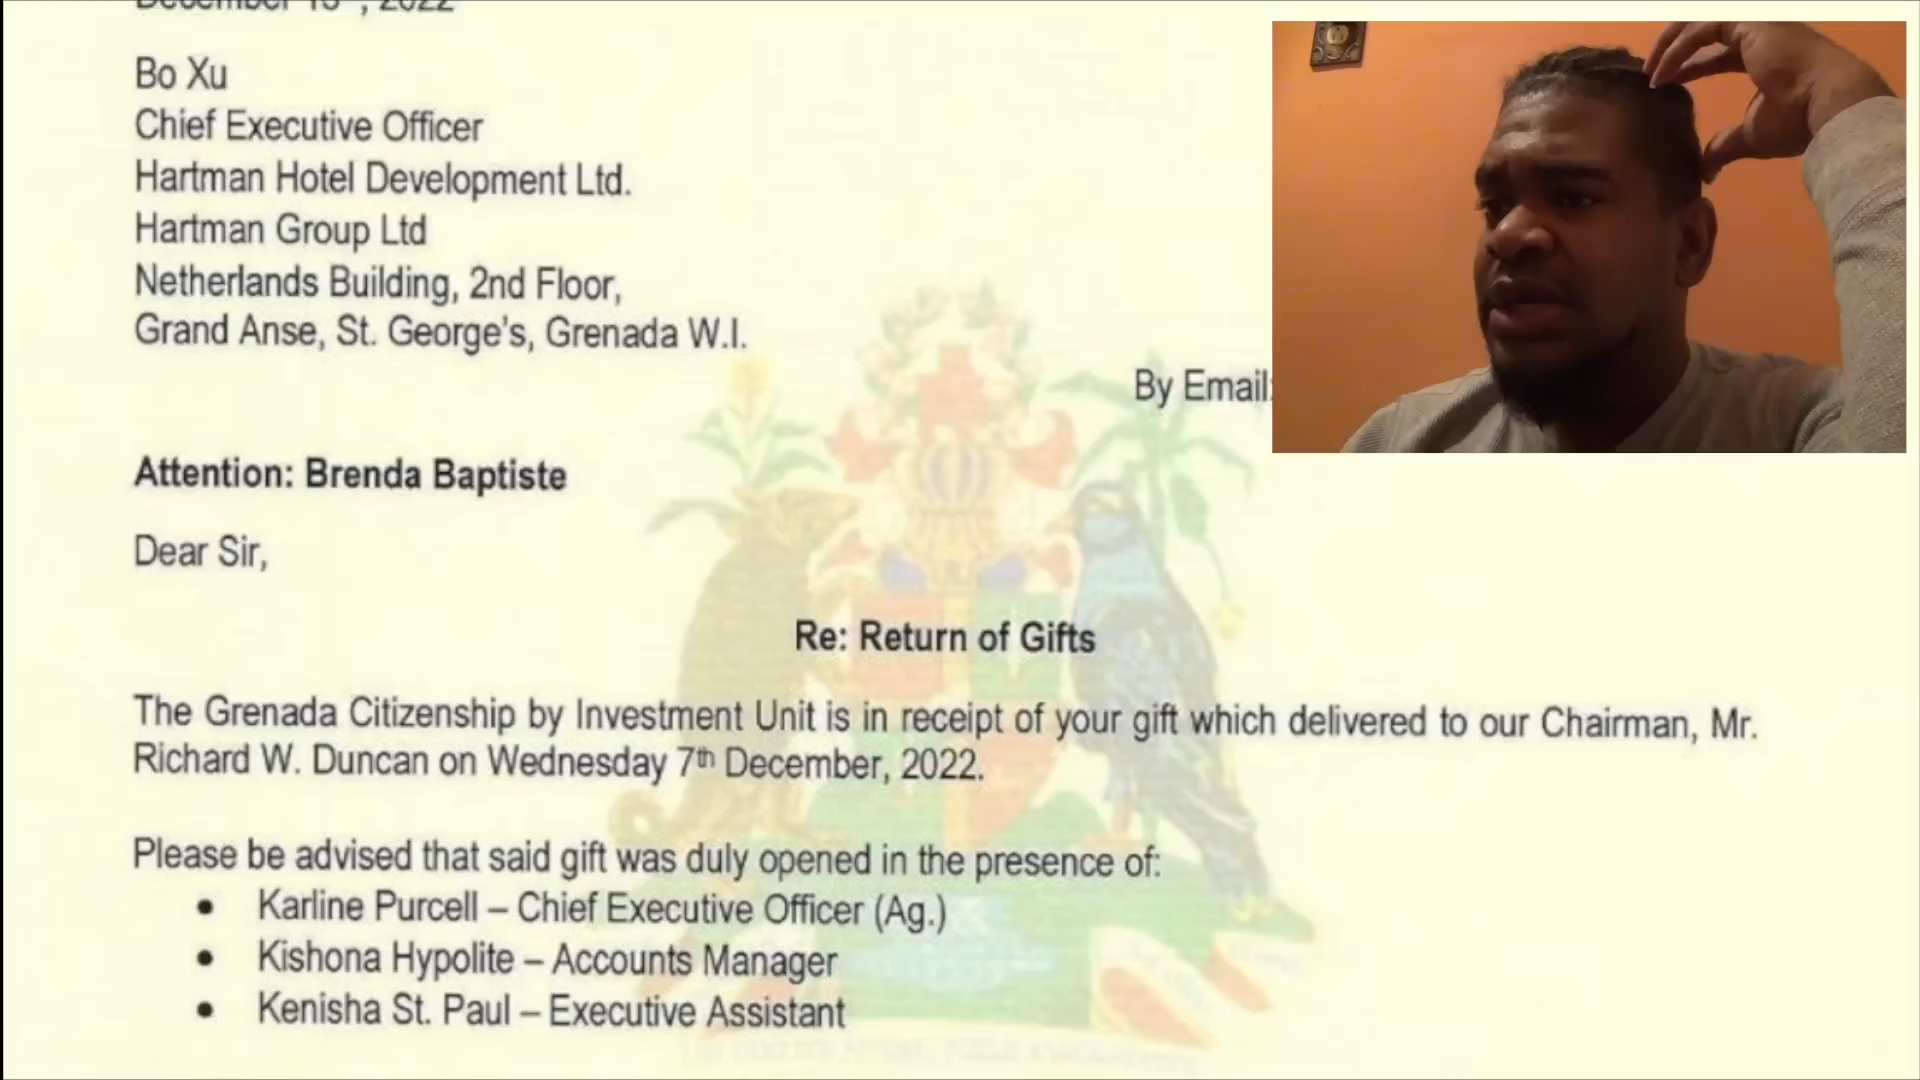 December 13th, 2022
Bo Xu
Chief Executive Officer
Hartman Hotel Development Ltd.
Hartman Group Ltd
Netherlands Building, 2nd Floor,
Grand Anse, St. George's, Grenada W.I.
By Email:
Attention: Brenda Baptiste
Dear Sir,
Re: Return of Gifts
The Grenada Citizenship by Investment Unit is in receipt of your gift which delivered to our Chairman, Mr.
Richard W. Duncan on Wednesday 7th December, 2022.
Please be advised that said gift was duly opened in the presence of:
• Karline Purcell – Chief Executive Officer (Ag.)
• Kishona Hypolite – Accounts Manager
• Kenisha St. Paul – Executive Assistant